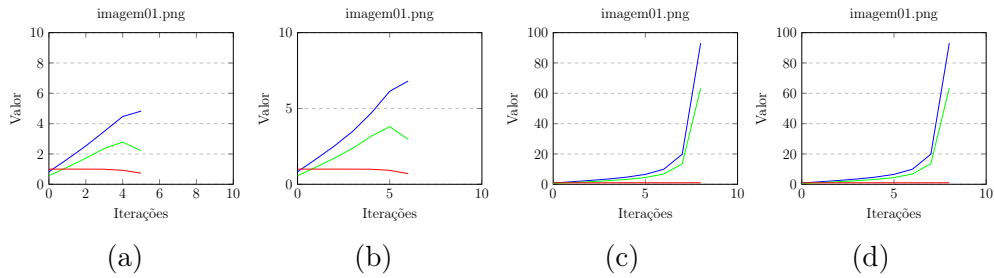 imagem01.png imagem01.png imagem01.png imagem01.png
10 10 100 100
8 80 80
6 60 60
5
4 40 40
2 20 20
0 0 0 0
0 2 4 6 8 10 0 5 10 0 5 10 0 5 10
Valor Valor Valor Valor
Iterações Iterações Iterações Iterações
(a) (b) (c) (d)